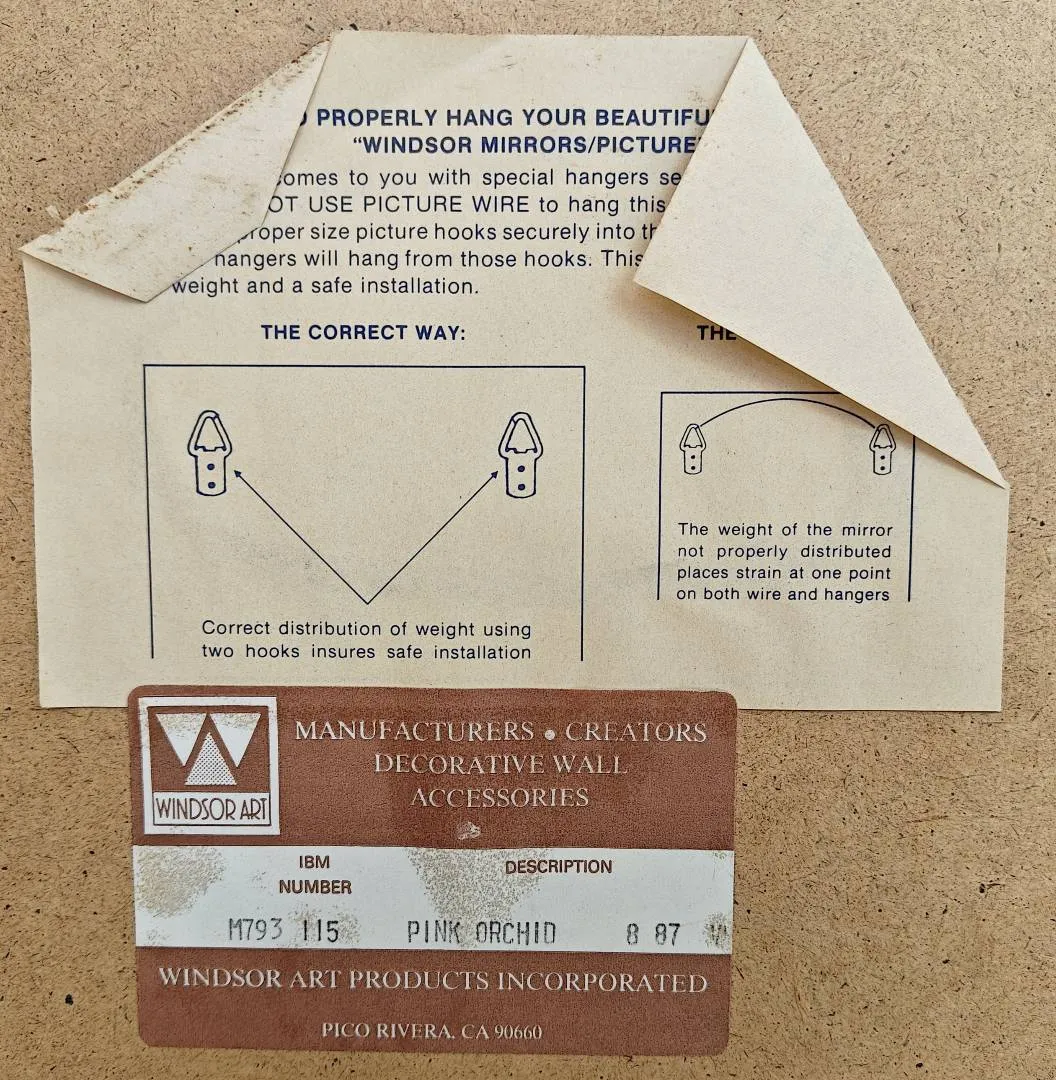 PROPERLY HANG YOUR BEAUTIFU
“WINDSOR MIRRORS/PICTURE
omes to you with special hangers se
OT USE PICTURE WIRE to hang this
proper size picture hooks securely into th
hangers will hang from those hooks. This
weight and a safe installation.
THE CORRECT WAY:
THE
Correct distribution of weight using
two hooks insures safe installation
The weight of the mirror
not properly distributed
places strain at one point
on both wire and hangers
WINDSOR ART
MANUFACTURERS • CREATORS
DECORATIVE WALL
ACCESSORIES
IBM
NUMBER
DESCRIPTION
M793 115 PINK ORCHID 8 87
WINDSOR ART PRODUCTS INCORPORATED
PICO RIVERA, CA 90660